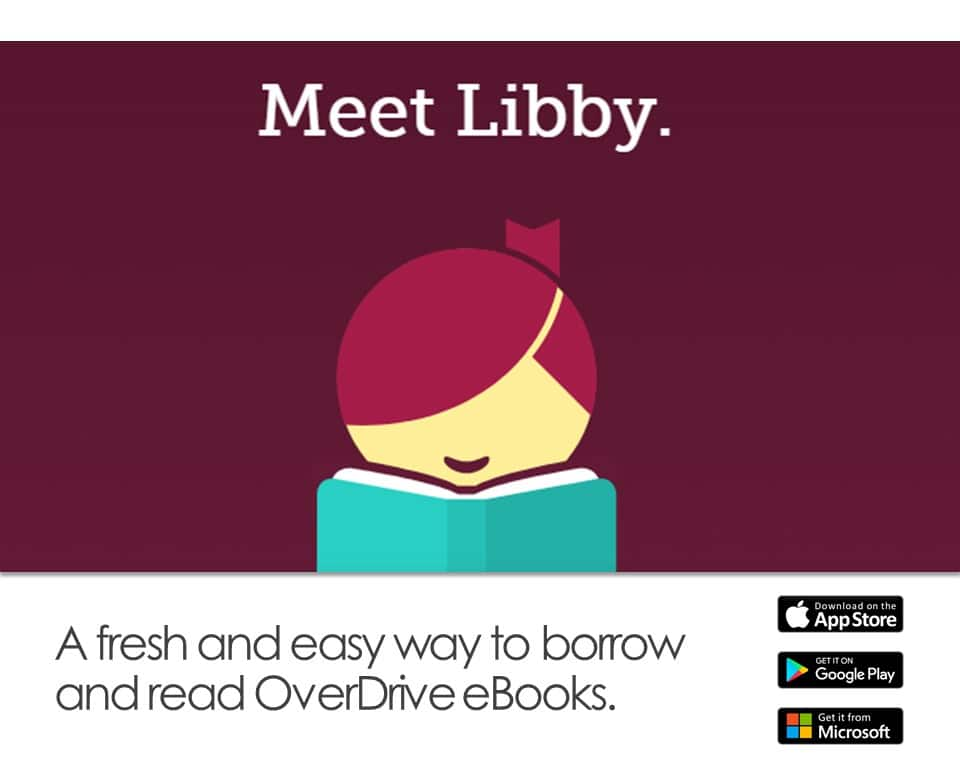 Meet Libby.
A fresh and easy way to borrow
and read OverDrive eBooks.
Download on the
App Store
GET IT ON
Google Play
Get it from
Microsoft